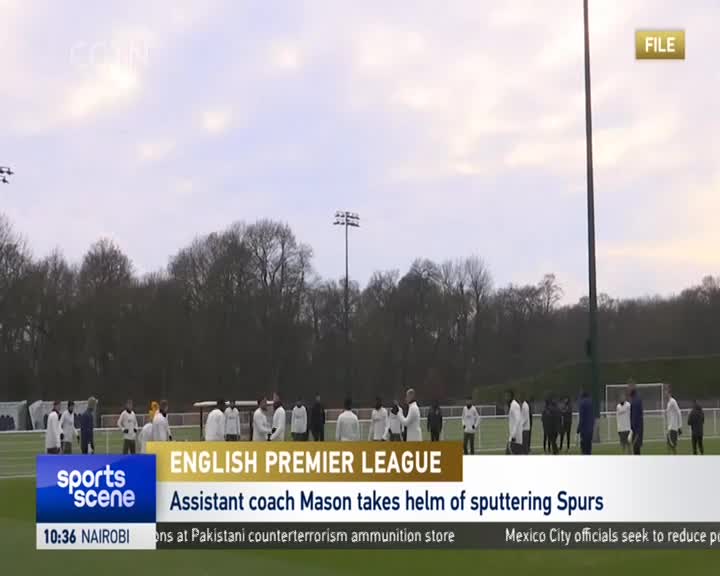 CGTN
FILE
ENGLISH PREMIER LEAGUE
sports
scene
Assistant coach Mason takes helm of sputtering Spurs
10:36 NAIROBI
ons at Pakistani counterterrorism ammunition store Mexico City officials seek to reduce